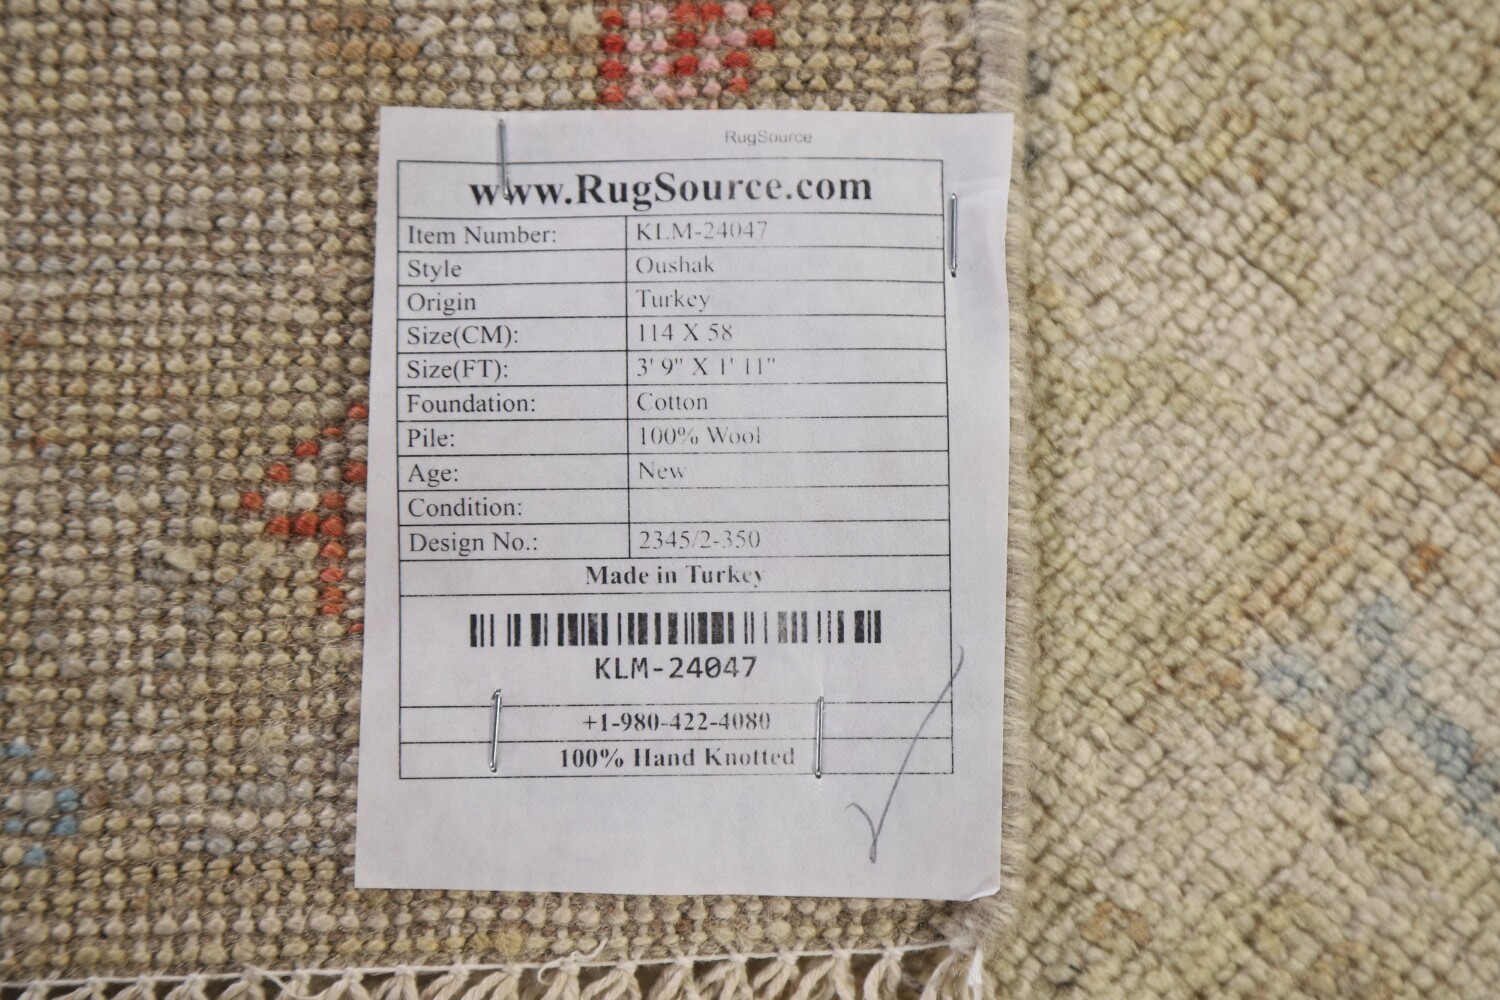 RugSource
www.RugSource.com
Item Number: KLM-24047
Style Oushak
Origin Turkey
Size(CM): 114 X 58
Size(FT): 3' 9" X 1' 11"
Foundation: Cotton
Pile: 100% Wool
Age: New
Condition:
Design No.: 2345/2-350
Made in Turkey
KLM-24047
+1-980-422-4080
100% Hand Knotted